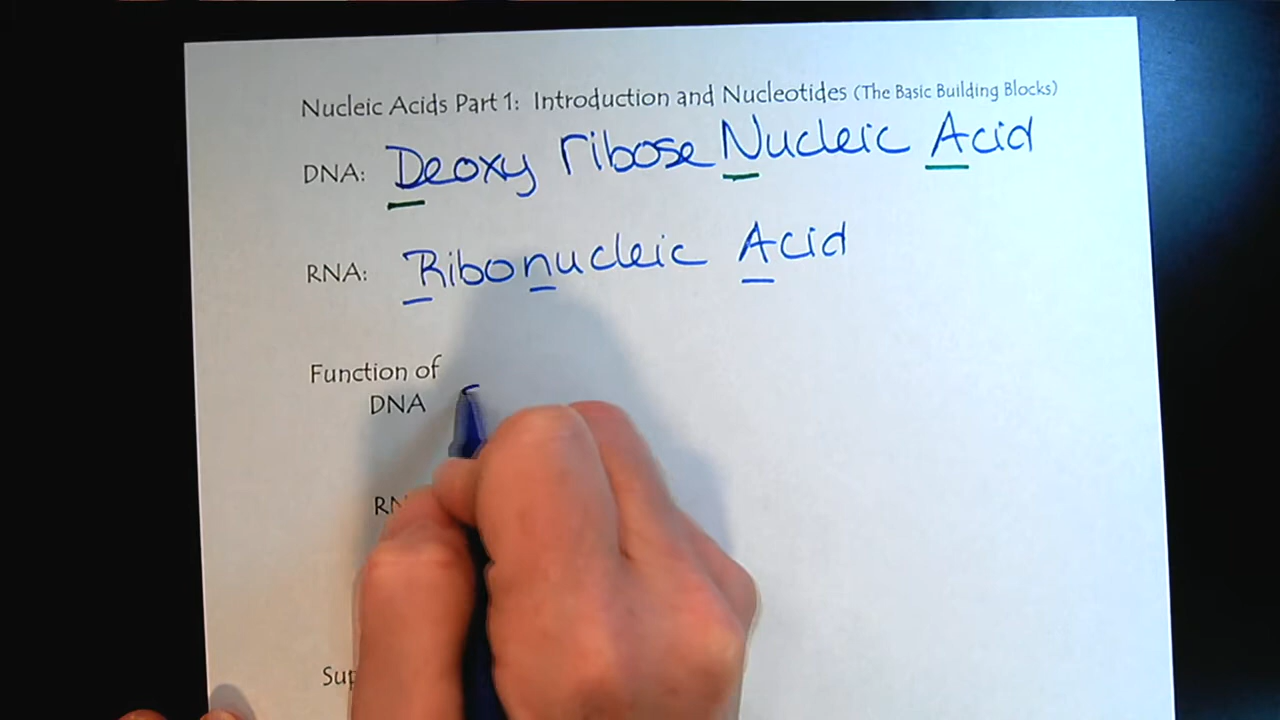 Nucleic Acids Part 1: Introduction and Nucleotides (The Basic Building Blocks)
DNA: Deoxy ribose Nucleic Acid
RNA: Ribonucleic Acid
Function of
DNA